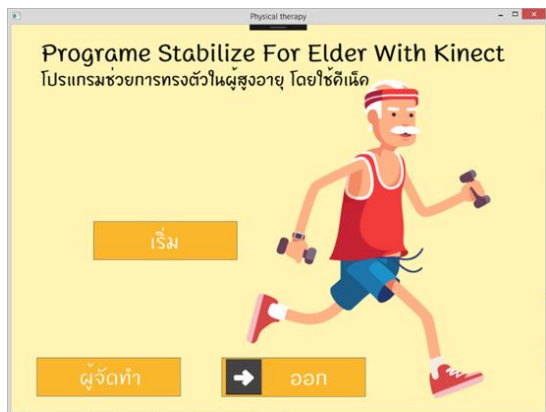 Physical therapy
Programe Stabilize For Elder With Kinect
โปรแกรมช่วยการทรงตัวในผู้สูงอายุ โดยใช้คีเน็ค
เริ่ม
ผู้จัดทำ
ออก